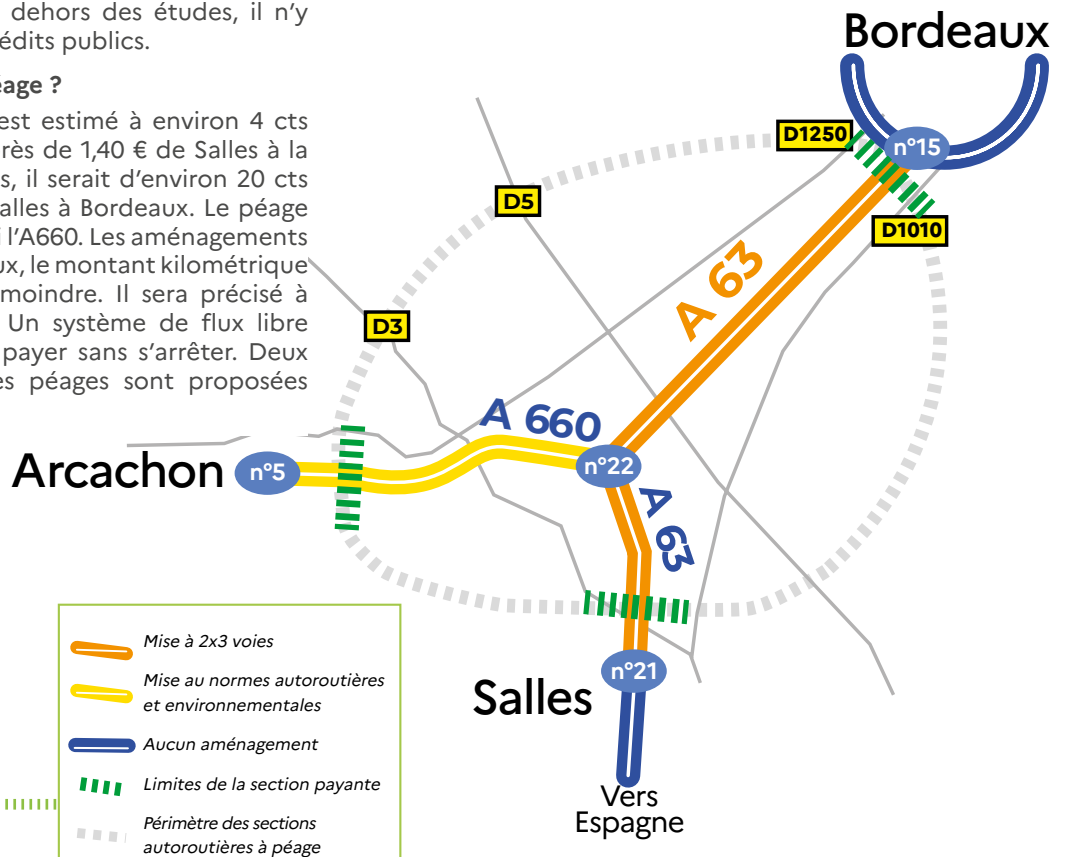 dehors des études, il n'y
édits publics.
éage ?
est estimé à environ 4 cts
rès de 1,40 € de Salles à la
s, il serait d'environ 20 cts
alles à Bordeaux. Le péage
i l'A660. Les aménagements
ux, le montant kilométrique
moindre. Il sera précisé à
Un système de flux libre
payer sans s'arrêter. Deux
es péages sont proposées
Bordeaux
D1250
n°15
D5
D1010
A 63
D3
A 660
Arcachon
n°5
n°22
A 63
n°21
Salles
Vers
Espagne
Mise à 2x3 voies
Mise au normes autoroutières
et environnementales
Aucun aménagement
Limites de la section payante
Périmètre des sections
autoroutières à péage